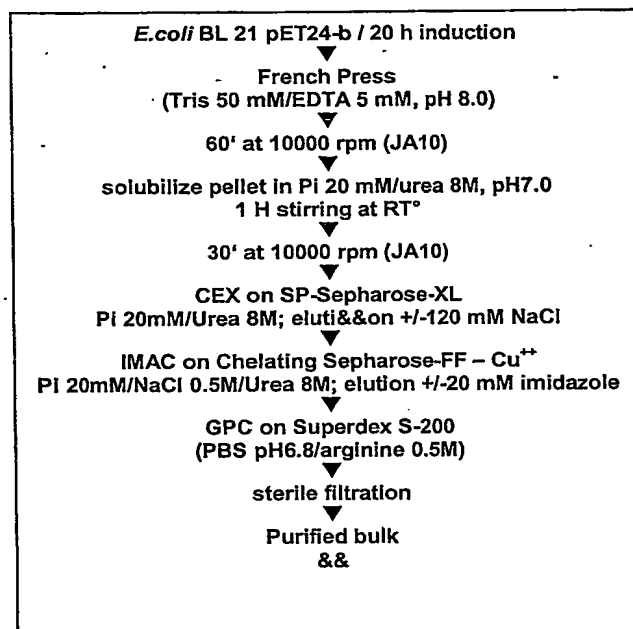 E.coli BL 21 pET24-b / 20 h induction
French Press
(Tris 50 mM/EDTA 5 mM, pH 8.0)
60' at 10000 rpm (JA10)
solubilize pellet in Pi 20 mM/urea 8M, pH7.0
1 H stirring at RT°
30' at 10000 rpm (JA10)
CEX on SP-Sepharose-XL
Pi 20mM/Urea 8M; eluti&&on +/-120 mM NaCl
IMAC on Chelating Sepharose-FF – Cu++
Pi 20mM/NaCl 0.5M/Urea 8M; elution +/-20 mM imidazole
GPC on Superdex S-200
(PBS pH6.8/arginine 0.5M)
sterile filtration
Purified bulk
&&